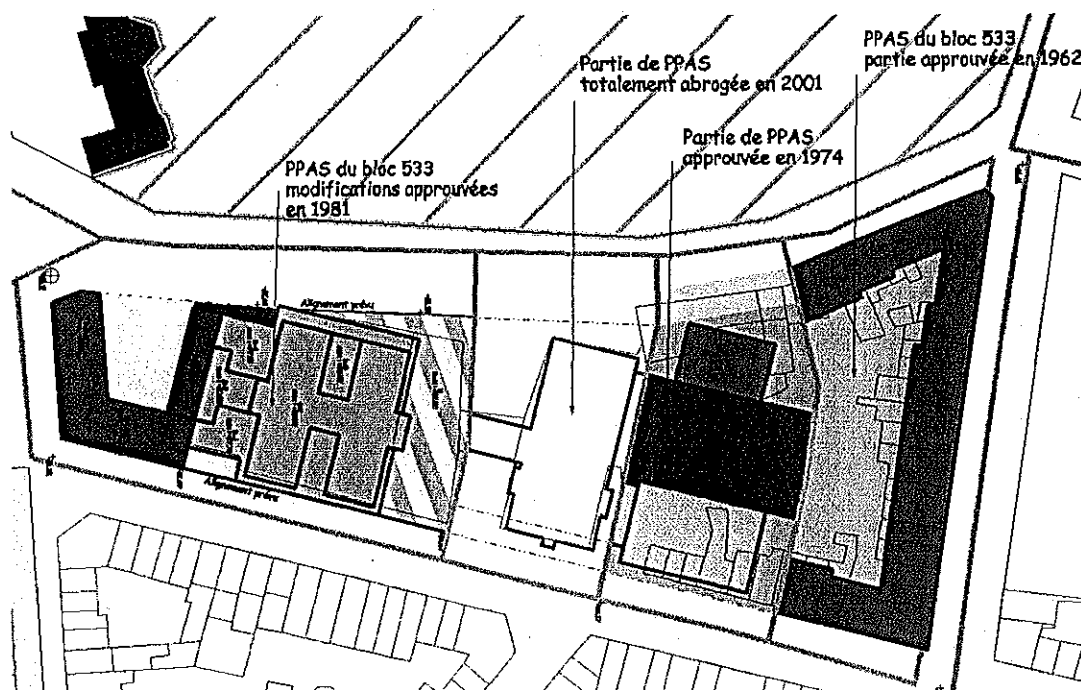 PPAS du bloc 533
partie approuvée en 1962
Partie de PPAS
totalement abrogée en 2001
Partie de PPAS
approuvée en 1974
PPAS du bloc 533
modifications approuvées
en 1981
Alignement prévu
Alignement prévu